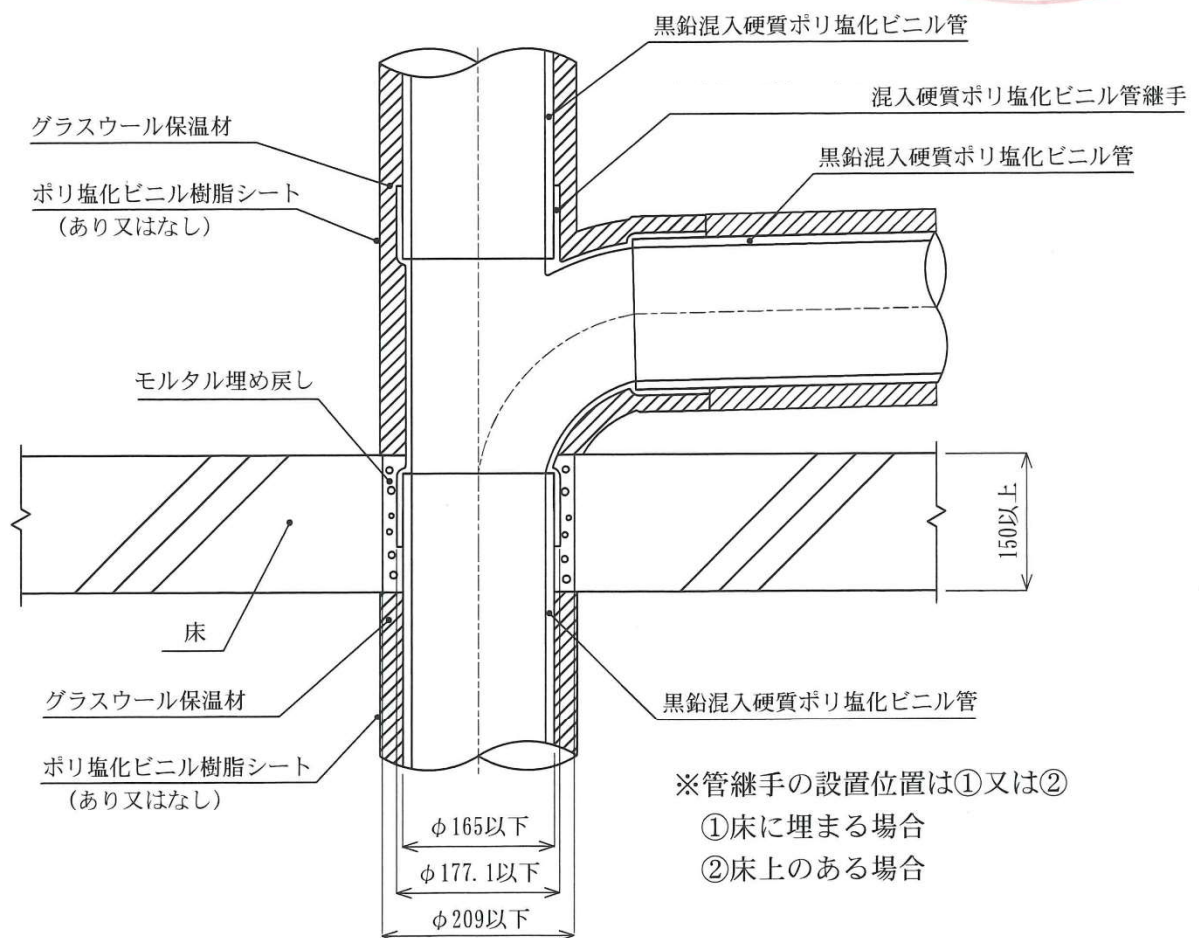 黒鉛混入硬質ポリ塩化ビニル管
混入硬質ポリ塩化ビニル管継手
黒鉛混入硬質ポリ塩化ビニル管
グラスウール保温材
ポリ塩化ビニル樹脂シート
(あり又はなし)
モルタル埋め戻し
150以上
床
グラスウール保温材
黒鉛混入硬質ポリ塩化ビニル管
ポリ塩化ビニル樹脂シート
(あり又はなし)
φ165以下
φ177.1以下
φ209以下
※管継手の設置位置は①又は②
①床に埋まる場合
②床上のある場合